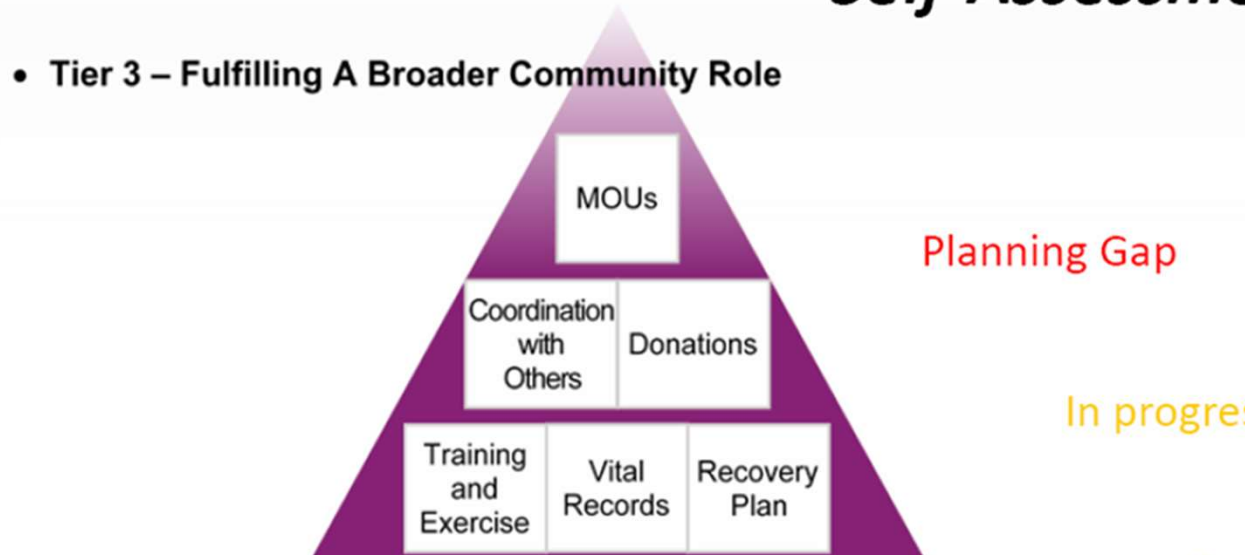 • Tier 3 – Fulfilling A Broader Community Role
MOUs
Planning Gap
Coordination
with
Others
Donations
In
Training
and
Exercise
Vital
Records
Recovery
Plan